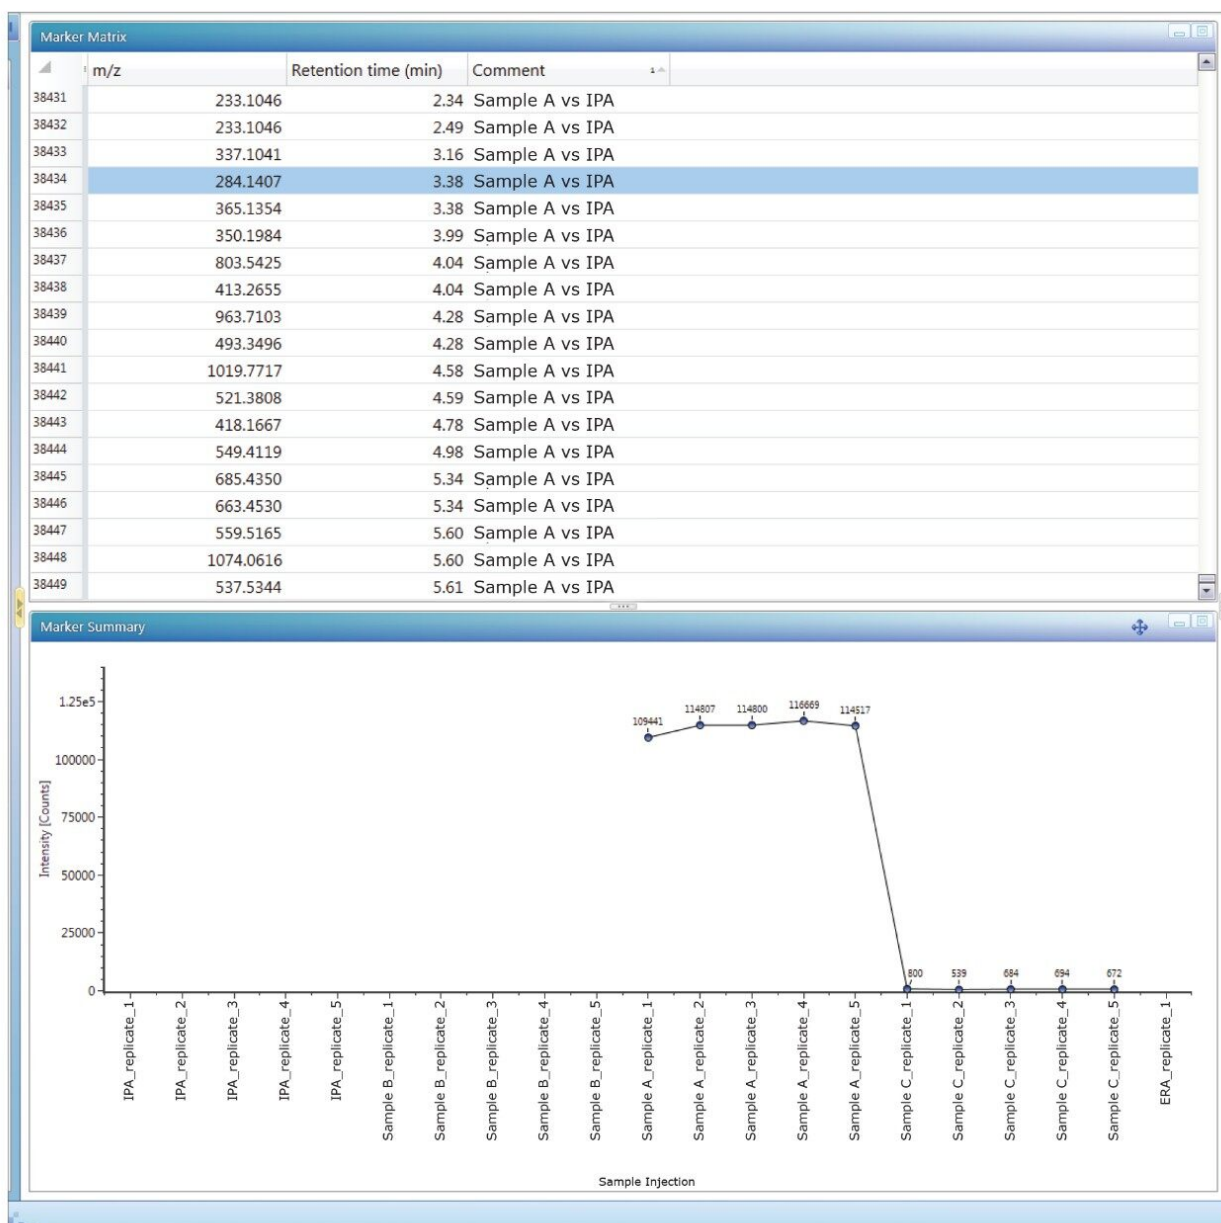 Marker Matrix
m/z Retention time (min) Comment 1
38431 233.1046 2.34 Sample A vs IPA
38432 233.1046 2.49 Sample A vs IPA
38433 337.1041 3.16 Sample A vs IPA
38434 284.1407 3.38 Sample A vs IPA
38435 365.1354 3.38 Sample A vs IPA
38436 350.1984 3.99 Sample A vs IPA
38437 803.5425 4.04 Sample A vs IPA
38438 413.2655 4.04 Sample A vs IPA
38439 963.7103 4.28 Sample A vs IPA
38440 493.3496 4.28 Sample A vs IPA
38441 1019.7717 4.58 Sample A vs IPA
38442 521.3808 4.59 Sample A vs IPA
38443 418.1667 4.78 Sample A vs IPA
38444 549.4119 4.98 Sample A vs IPA
38445 685.4350 5.34 Sample A vs IPA
38446 663.4530 5.34 Sample A vs IPA
38447 559.5165 5.60 Sample A vs IPA
38448 1074.0616 5.60 Sample A vs IPA
38449 537.5344 5.61 Sample A vs IPA
Marker Summary
Intensity [Counts]
1.25e5
100000
75000
50000
25000
0
109441
114807
114800
116669
114517
800
539
684
694
672
IPA_replicate_1
IPA_replicate_2
IPA_replicate_3
IPA_replicate_4
IPA_replicate_5
Sample B_replicate_1
Sample B_replicate_2
Sample B_replicate_3
Sample B_replicate_4
Sample B_replicate_5
Sample A_replicate_1
Sample A_replicate_2
Sample A_replicate_3
Sample A_replicate_4
Sample A_replicate_5
Sample C_replicate_1
Sample C_replicate_2
Sample C_replicate_3
Sample C_replicate_4
Sample C_replicate_5
ERA_replicate_1
Sample Injection